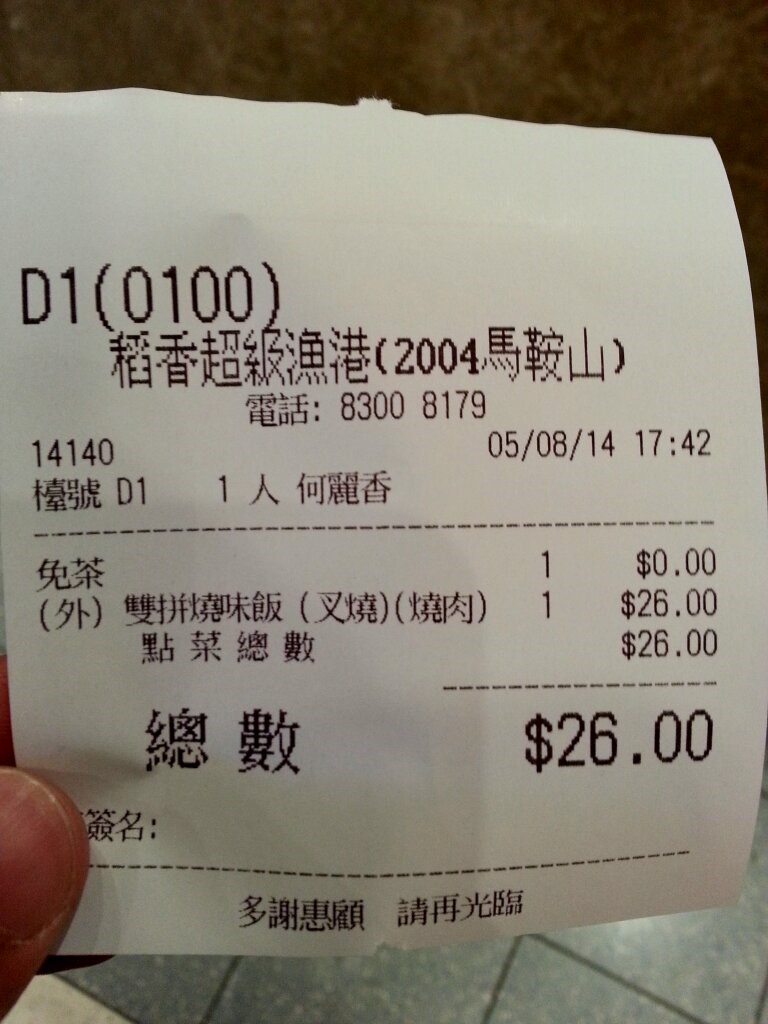 D1(0100)
稻香超級漁港(2004馬鞍山)
電話: 8300 8179
14140 05/08/14 17:42
檯號 D1 1 人 何麗香
免茶 1 $0.00
(外) 雙拼燒味飯 (叉燒)(燒肉) 1 $26.00
點 菜 總 數 $26.00
總 數 $26.00
簽名:
多謝惠顧 請再光臨